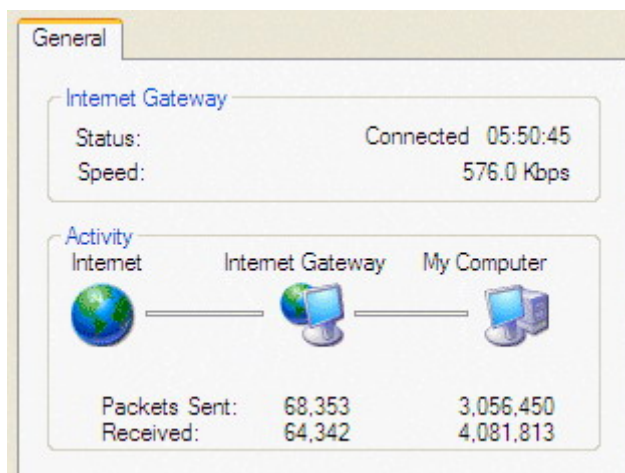 General
Internet Gateway
Status: Connected 05:50:45
Speed: 576.0 Kbps
Activity
Internet Internet Gateway My Computer
Packets Sent: 68,353 3,056,450
Received: 64,342 4,081,813